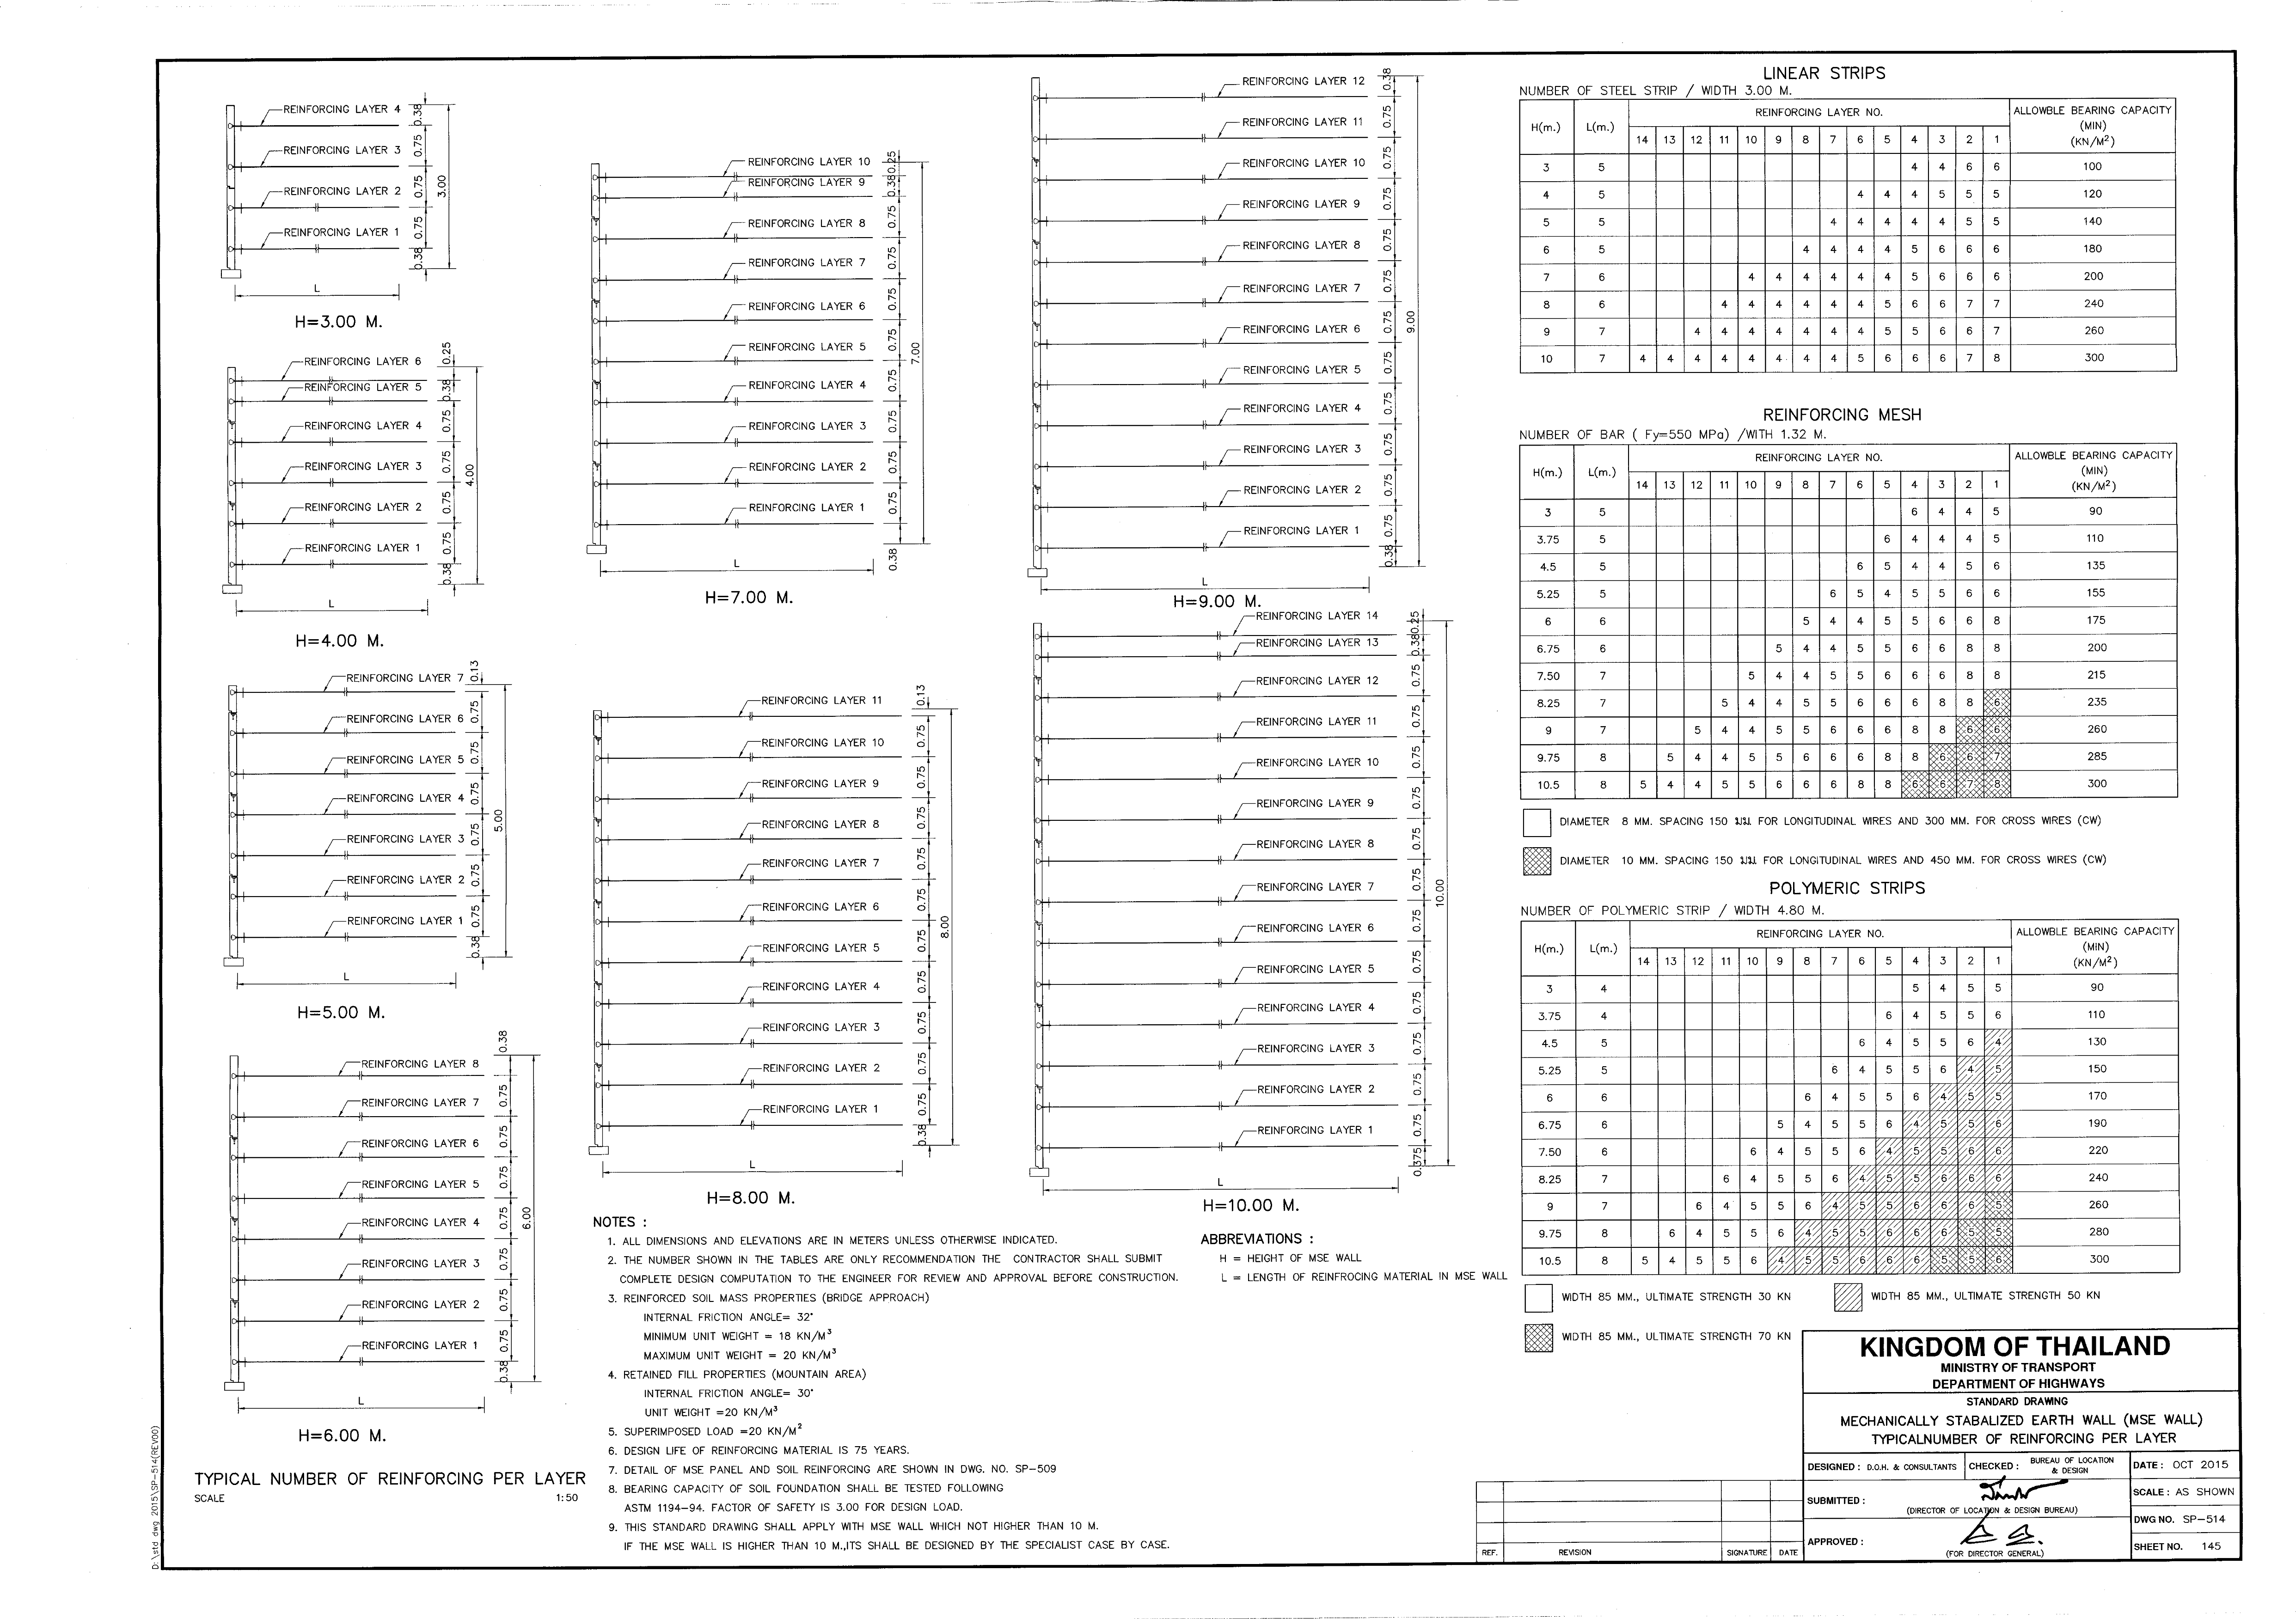 REINFORCING LAYER 4
REINFORCING LAYER 3
REINFORCING LAYER 2
REINFORCING LAYER 1
0.38
0.75
0.75
0.75
0.38
3.00
L
H=3.00 M.
REINFORCING LAYER 6
REINFORCING LAYER 5
REINFORCING LAYER 4
REINFORCING LAYER 3
REINFORCING LAYER 2
REINFORCING LAYER 1
0.25
0.38
0.75
0.75
0.75
0.75
0.38
4.00
L
H=4.00 M.
REINFORCING LAYER 7
REINFORCING LAYER 6
REINFORCING LAYER 5
REINFORCING LAYER 4
REINFORCING LAYER 3
REINFORCING LAYER 2
REINFORCING LAYER 1
0.13
0.75
0.75
0.75
0.75
0.75
0.75
0.38
5.00
L
H=5.00 M.
REINFORCING LAYER 8
REINFORCING LAYER 7
REINFORCING LAYER 6
REINFORCING LAYER 5
REINFORCING LAYER 4
REINFORCING LAYER 3
REINFORCING LAYER 2
REINFORCING LAYER 1
0.38
0.75
0.75
0.75
0.75
0.75
0.75
0.75
0.38
6.00
L
H=6.00 M.
TYPICAL NUMBER OF REINFORCING PER LAYER
SCALE 1:50
REINFORCING LAYER 10
REINFORCING LAYER 9
REINFORCING LAYER 8
REINFORCING LAYER 7
REINFORCING LAYER 6
REINFORCING LAYER 5
REINFORCING LAYER 4
REINFORCING LAYER 3
REINFORCING LAYER 2
REINFORCING LAYER 1
0.25
0.38
0.75
0.75
0.75
0.75
0.75
0.75
0.75
0.75
0.38
7.00
L
H=7.00 M.
REINFORCING LAYER 11
REINFORCING LAYER 10
REINFORCING LAYER 9
REINFORCING LAYER 8
REINFORCING LAYER 7
REINFORCING LAYER 6
REINFORCING LAYER 5
REINFORCING LAYER 4
REINFORCING LAYER 3
REINFORCING LAYER 2
REINFORCING LAYER 1
0.13
0.75
0.75
0.75
0.75
0.75
0.75
0.75
0.75
0.75
0.75
0.38
8.00
L
H=8.00 M.
REINFORCING LAYER 12
REINFORCING LAYER 11
REINFORCING LAYER 10
REINFORCING LAYER 9
REINFORCING LAYER 8
REINFORCING LAYER 7
REINFORCING LAYER 6
REINFORCING LAYER 5
REINFORCING LAYER 4
REINFORCING LAYER 3
REINFORCING LAYER 2
REINFORCING LAYER 1
0.38
0.75
0.75
0.75
0.75
0.75
0.75
0.75
0.75
0.75
0.75
0.75
0.38
9.00
L
H=9.00 M.
REINFORCING LAYER 14
REINFORCING LAYER 13
REINFORCING LAYER 12
REINFORCING LAYER 11
REINFORCING LAYER 10
REINFORCING LAYER 9
REINFORCING LAYER 8
REINFORCING LAYER 7
REINFORCING LAYER 6
REINFORCING LAYER 5
REINFORCING LAYER 4
REINFORCING LAYER 3
REINFORCING LAYER 2
REINFORCING LAYER 1
0.25
0.38
0.75
0.75
0.75
0.75
0.75
0.75
0.75
0.75
0.75
0.75
0.75
0.75
0.375
10.00
L
H=10.00 M.
NOTES :
1. ALL DIMENSIONS AND ELEVATIONS ARE IN METERS UNLESS OTHERWISE INDICATED.
2. THE NUMBER SHOWN IN THE TABLES ARE ONLY RECOMMENDATION THE CONTRACTOR SHALL SUBMIT
COMPLETE DESIGN COMPUTATION TO THE ENGINEER FOR REVIEW AND APPROVAL BEFORE CONSTRUCTION.
3. REINFORCED SOIL MASS PROPERTIES (BRIDGE APPROACH)
INTERNAL FRICTION ANGLE= 32°
MINIMUM UNIT WEIGHT = 18 KN/M³
MAXIMUM UNIT WEIGHT = 20 KN/M³
4. RETAINED FILL PROPERTIES (MOUNTAIN AREA)
INTERNAL FRICTION ANGLE= 30°
UNIT WEIGHT =20 KN/M³
5. SUPERIMPOSED LOAD =20 KN/M²
6. DESIGN LIFE OF REINFORCING MATERIAL IS 75 YEARS.
7. DETAIL OF MSE PANEL AND SOIL REINFORCING ARE SHOWN IN DWG. NO. SP-509
8. BEARING CAPACITY OF SOIL FOUNDATION SHALL BE TESTED FOLLOWING
ASTM 1194-94. FACTOR OF SAFETY IS 3.00 FOR DESIGN LOAD.
9. THIS STANDARD DRAWING SHALL APPLY WITH MSE WALL WHICH NOT HIGHER THAN 10 M.
IF THE MSE WALL IS HIGHER THAN 10 M.,ITS SHALL BE DESIGNED BY THE SPECIALIST CASE BY CASE.
ABBREVIATIONS :
H = HEIGHT OF MSE WALL
L = LENGTH OF REINFROCING MATERIAL IN MSE WALL
LINEAR STRIPS
NUMBER OF STEEL STRIP / WIDTH 3.00 M.
H(m.) L(m.) REINFORCING LAYER NO. ALLOWBLE BEARING CAPACITY (MIN) (KN/M²)
14 13 12 11 10 9 8 7 6 5 4 3 2 1
3 5 4 4 6 6 100
4 5 4 4 4 5 5 5 120
5 5 4 4 4 4 4 5 5 140
6 5 4 4 4 4 5 6 6 6 180
7 6 4 4 4 4 4 4 5 6 6 6 200
8 6 4 4 4 4 4 4 5 6 6 7 7 240
9 7 4 4 4 4 4 4 4 5 5 6 6 7 260
10 7 4 4 4 4 4 4 4 4 5 6 6 6 7 8 300
REINFORCING MESH
NUMBER OF BAR ( Fy=550 MPa) /WITH 1.32 M.
H(m.) L(m.) REINFORCING LAYER NO. ALLOWBLE BEARING CAPACITY (MIN) (KN/M²)
14 13 12 11 10 9 8 7 6 5 4 3 2 1
3 5 6 4 4 5 90
3.75 5 6 4 4 4 5 110
4.5 5 6 5 4 4 5 6 135
5.25 5 6 5 4 5 5 6 6 155
6 6 5 4 4 5 5 6 6 8 175
6.75 6 5 4 4 5 5 6 6 8 8 200
7.50 7 5 4 4 5 5 6 6 6 8 8 215
8.25 7 5 4 4 5 5 6 6 6 8 8 6 235
9 7 5 4 4 5 5 6 6 6 8 8 6 6 260
9.75 8 5 4 4 5 5 6 6 6 8 8 6 6 7 285
10.5 8 5 4 4 5 5 6 6 6 8 8 6 6 7 8 300
DIAMETER 8 MM. SPACING 150 มม. FOR LONGITUDINAL WIRES AND 300 MM. FOR CROSS WIRES (CW)
DIAMETER 10 MM. SPACING 150 มม. FOR LONGITUDINAL WIRES AND 450 MM. FOR CROSS WIRES (CW)
POLYMERIC STRIPS
NUMBER OF POLYMERIC STRIP / WIDTH 4.80 M.
H(m.) L(m.) REINFORCING LAYER NO. ALLOWBLE BEARING CAPACITY (MIN) (KN/M²)
14 13 12 11 10 9 8 7 6 5 4 3 2 1
3 4 5 4 5 5 90
3.75 4 6 4 5 5 6 110
4.5 5 6 4 5 5 6 4 130
5.25 5 6 4 5 5 6 4 5 150
6 6 6 4 5 5 6 4 5 5 170
6.75 6 5 4 5 5 6 4 5 5 6 190
7.50 6 6 4 5 5 6 4 5 5 6 6 220
8.25 7 6 4 5 5 6 4 5 5 6 6 6 240
9 7 6 4 5 5 6 4 5 5 6 6 6 5 260
9.75 8 6 4 5 5 6 4 5 5 6 6 6 5 5 280
10.5 8 5 4 5 5 6 4 5 5 6 6 6 5 5 6 300
WIDTH 85 MM., ULTIMATE STRENGTH 30 KN
WIDTH 85 MM., ULTIMATE STRENGTH 50 KN
WIDTH 85 MM., ULTIMATE STRENGTH 70 KN
KINGDOM OF THAILAND
MINISTRY OF TRANSPORT
DEPARTMENT OF HIGHWAYS
STANDARD DRAWING
MECHANICALLY STABALIZED EARTH WALL (MSE WALL)
TYPICALNUMBER OF REINFORCING PER LAYER
DESIGNED : D.O.H. & CONSULTANTS
CHECKED : BUREAU OF LOCATION & DESIGN
DATE : OCT 2015
SUBMITTED :
(DIRECTOR OF LOCATION & DESIGN BUREAU)
SCALE : AS SHOWN
DWG NO. SP-514
APPROVED :
(FOR DIRECTOR GENERAL)
SHEET NO. 145
REF. REVISION SIGNATURE DATE
D:\std dwg 2015\SP-514(REV00)